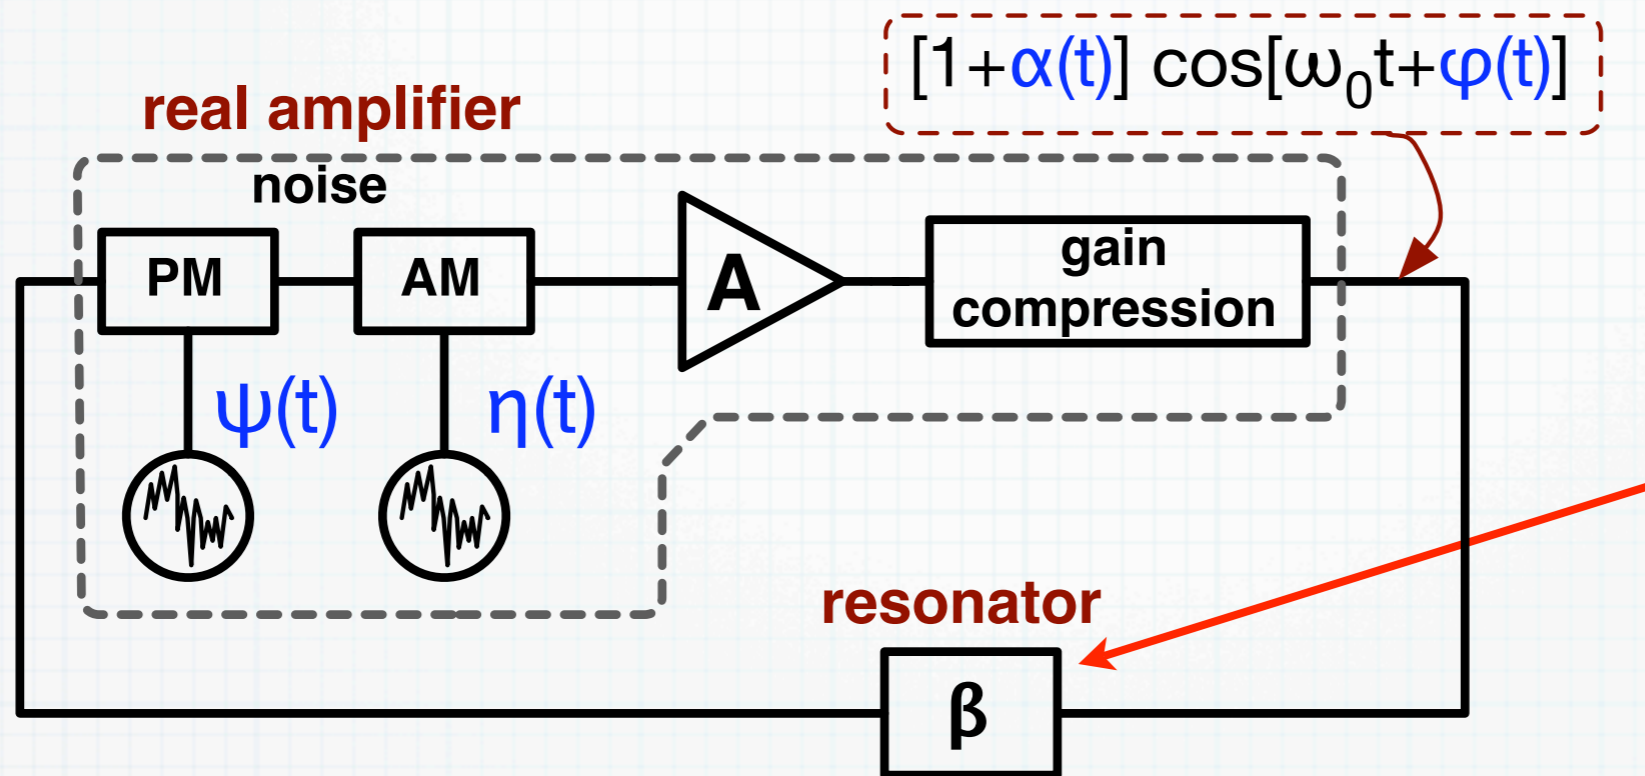 [1+α(t)] cos[ω₀t+φ(t)]
real amplifier
noise
PM
AM
A
gain
compression
ψ(t)
η(t)
resonator
β